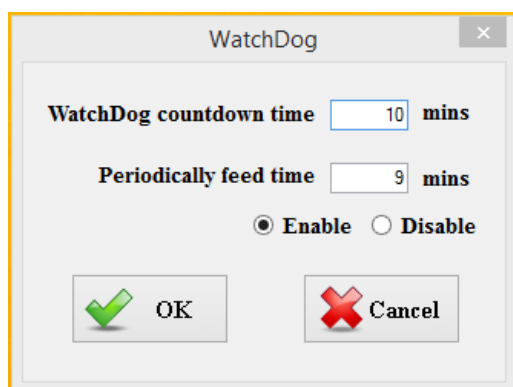 WatchDog
WatchDog countdown time 10 mins
Periodically feed time 9 mins
Enable Disable
OK Cancel